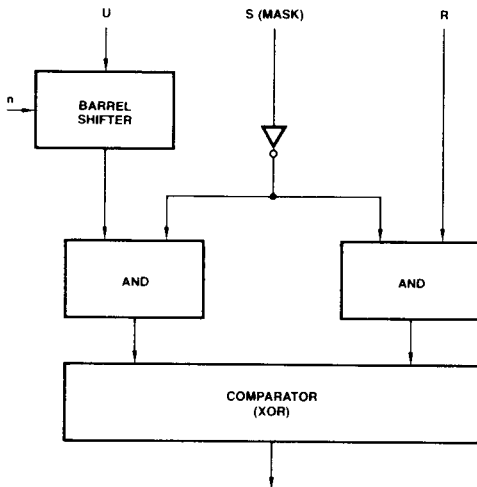 U
S (MASK)
R
n
BARREL
SHIFTER
AND
AND
COMPARATOR
(XOR)